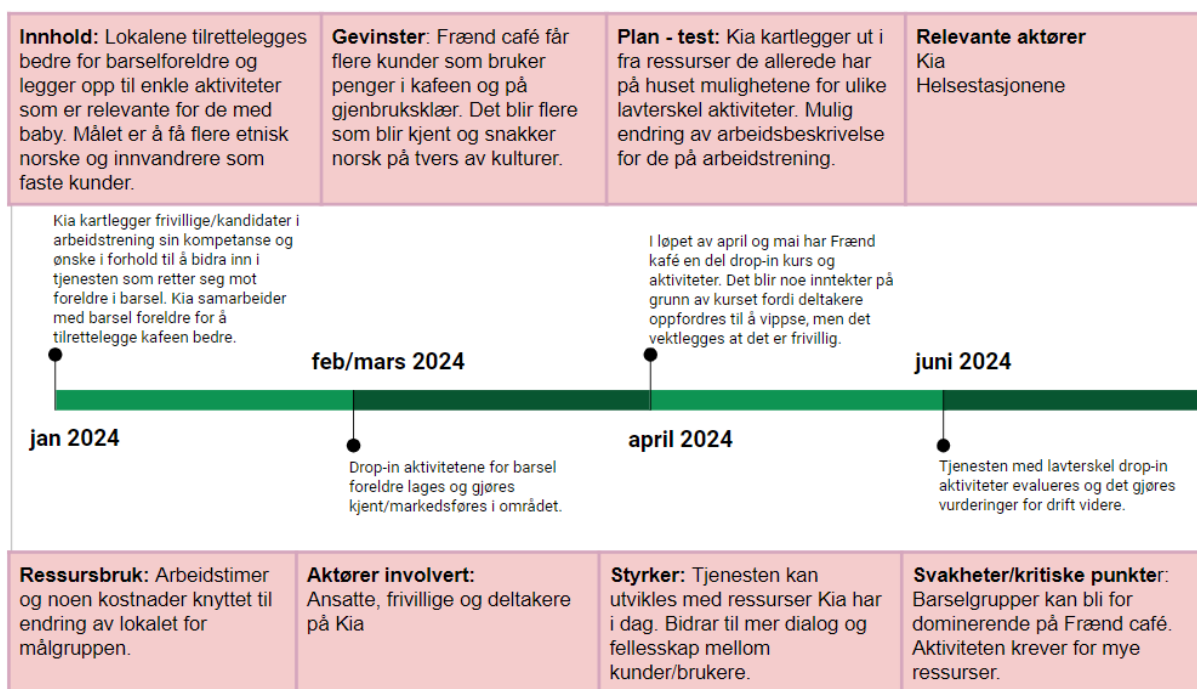 Innhold: Lokalene tilrettelegges
bedre for barselforeldre og
legger opp til enkle aktiviteter
som er relevante for de med
baby. Målet er å få flere etnisk
norske og innvandrere som
faste kunder.
Gevinster: Frænd café får
flere kunder som bruker
penger i kafeen og på
gjenbruksklær. Det blir flere
som blir kjent og snakker
norsk på tvers av kulturer.
Plan - test: Kia kartlegger ut i
fra ressurser de allerede har
på huset mulighetene for ulike
lavterskel aktiviteter. Mulig
endring av arbeidsbeskrivelse
for de på arbeidstrening.
Relevante aktører
Kia
Helsestasjonene
Kia kartlegger frivillige/kandidater i
arbeidstrening sin kompetanse og
ønske i forhold til å bidra inn i
tjenesten som retter seg mot
foreldre i barsel. Kia samarbeider
med barsel foreldre for å
tilrettelegge kafeen bedre.
I løpet av april og mai har Frænd
kafé en del drop-in kurs og
aktiviteter. Det blir noe inntekter på
grunn av kurset fordi deltakere
oppfordres til å vippse, men det
vektlegges at det er frivillig.
feb/mars 2024
juni 2024
jan 2024
april 2024
Drop-in aktivitetene for barsel
foreldre lages og gjøres
kjent/markedsføres i området.
Tjenesten med lavterskel drop-in
aktiviteter evalueres og det gjøres
vurderinger for drift videre.
Ressursbruk: Arbeidstimer
og noen kostnader knyttet til
endring av lokalet for
målgruppen.
Aktører involvert:
Ansatte, frivillige og deltakere
på Kia
Styrker: Tjenesten kan
utvikles med ressurser Kia har
i dag. Bidrar til mer dialog og
fellesskap mellom
kunder/brukere.
Svakheter/kritiske punkter:
Barselgrupper kan bli for
dominerende på Frænd café.
Aktiviteten krever for mye
ressurser.